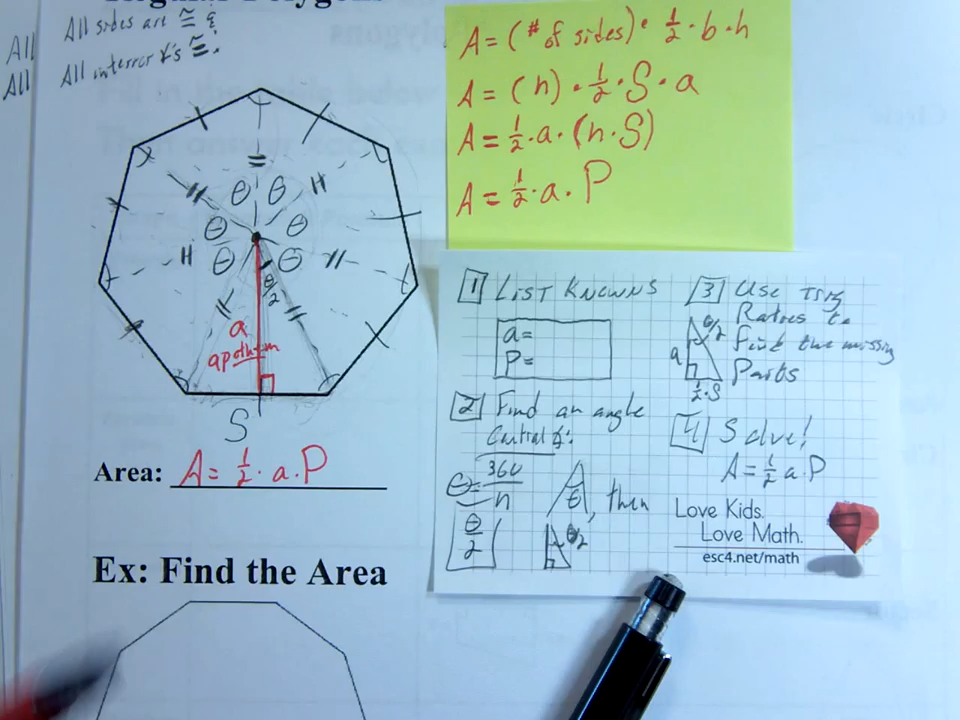 All sides are ≅ &
All
All interior ∡'s ≅.
All
A = (# of sides) · 1/2 · b · h
A = (n) · 1/2 · S · a
A = 1/2 · a · (n · S)
A = 1/2 · a · P
θ θ
θ θ
θ θ
θ/2
a
apothem
S
Area: A = 1/2 · a · P
Ex: Find the Area
1 LIST KNOWNS
a =
P =
2 Find an angle
Central ∡:
θ = 360/n
θ , then
θ/2
θ/2
3 Use Trig
Ratios to
find the missing
Parts
θ/2
a
1/2 · S
4 Solve!
A = 1/2 a · P
Love Kids.
Love Math.
esc4.net/math